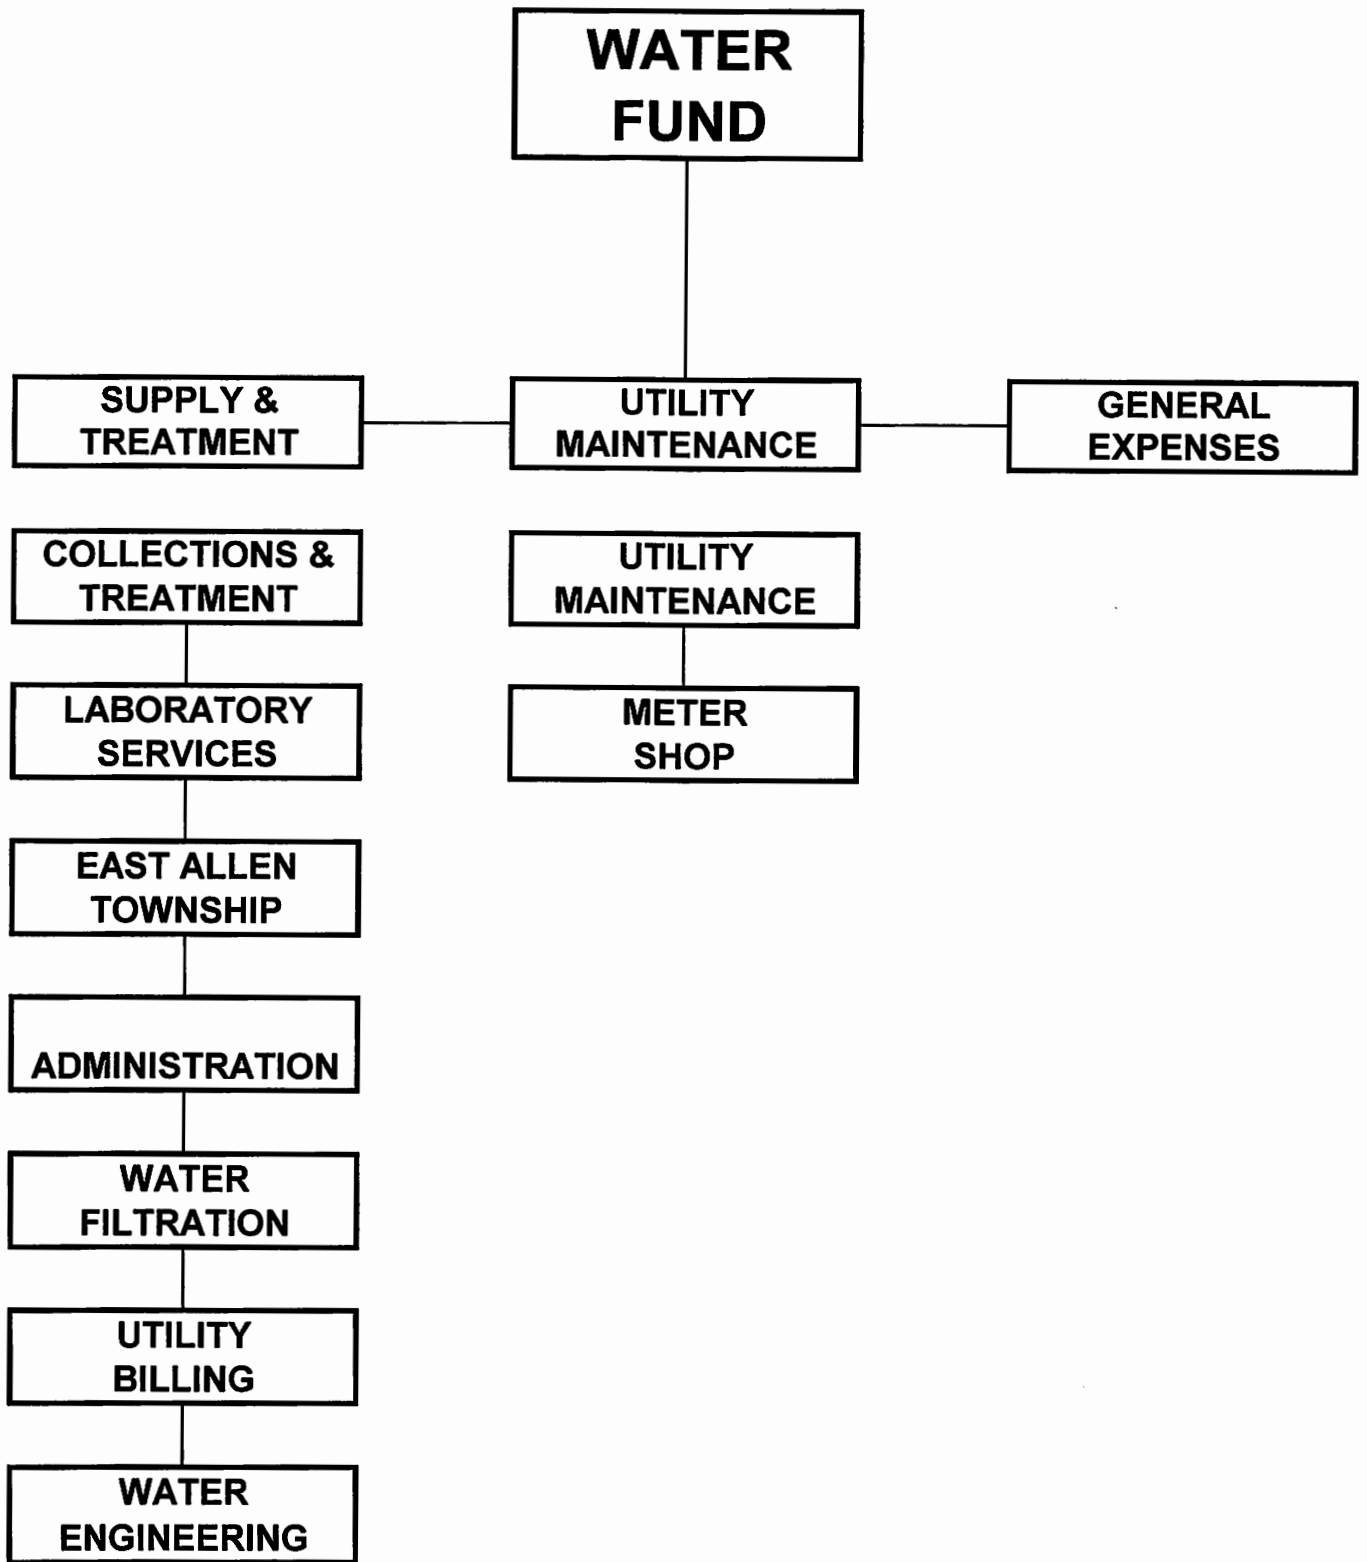 WATER
FUND
SUPPLY &
TREATMENT
UTILITY
MAINTENANCE
GENERAL
EXPENSES
COLLECTIONS &
TREATMENT
UTILITY
MAINTENANCE
LABORATORY
SERVICES
METER
SHOP
EAST ALLEN
TOWNSHIP
ADMINISTRATION
WATER
FILTRATION
UTILITY
BILLING
WATER
ENGINEERING